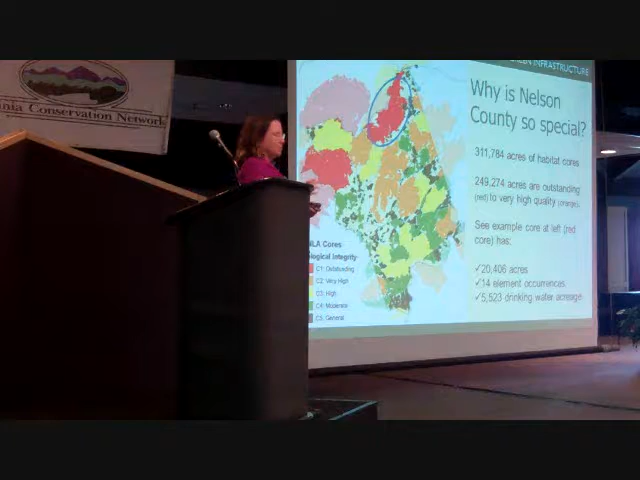 GREEN INFRASTRUCTURE
Why is Nelson
County so special?
311,784 acres of habitat cores
249,274 acres are outstanding
(red) to very high quality (orange).
See example core at left (red
core) has:
✓20,406 acres
✓14 element occurrences
✓5,523 drinking water acreage
Cores
Integrity
C1: Outstanding
C2: Very High
C3: High
C4: Moderate
C5: General
Conservation Network